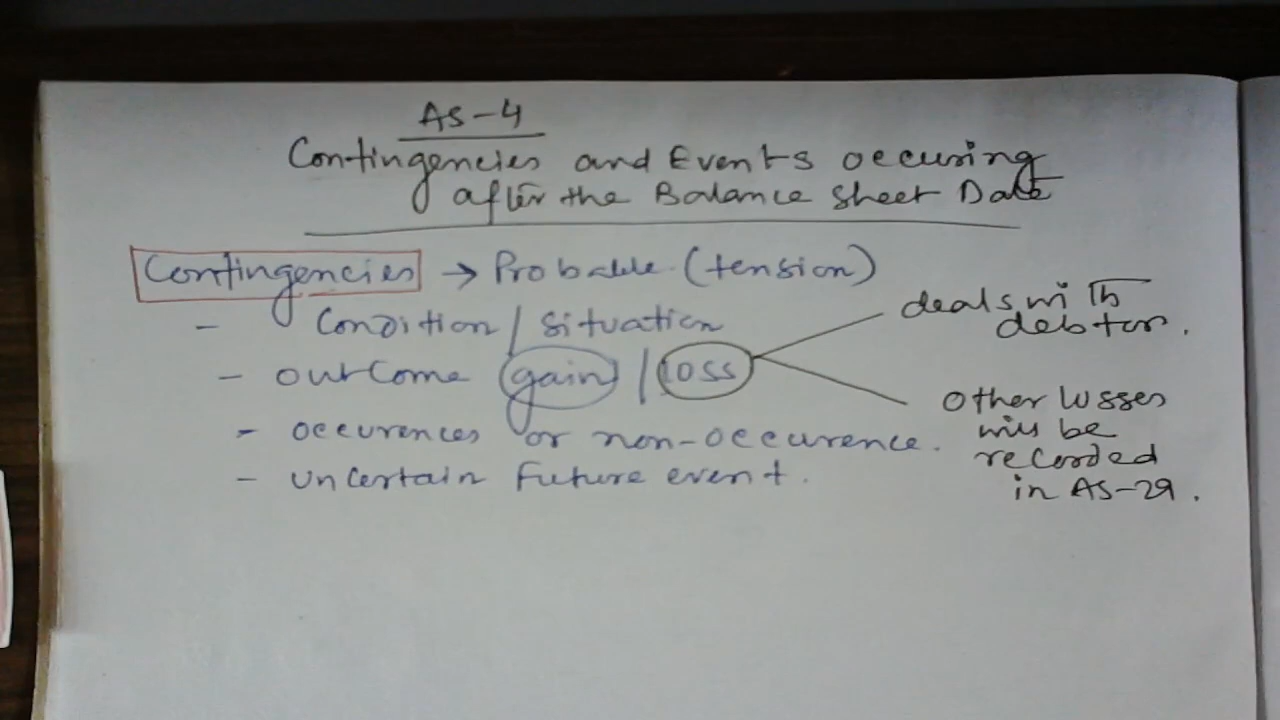 AS-4
Contingencies and Events occuring
after the Balance Sheet Date
Contingencies → Probable (tension)
- Condition / Situation
- outcome gain / loss
- occurences or non-occurence.
- uncertain future event.
deals with
debtor.
Other losses
will be
recorded
in AS-29.